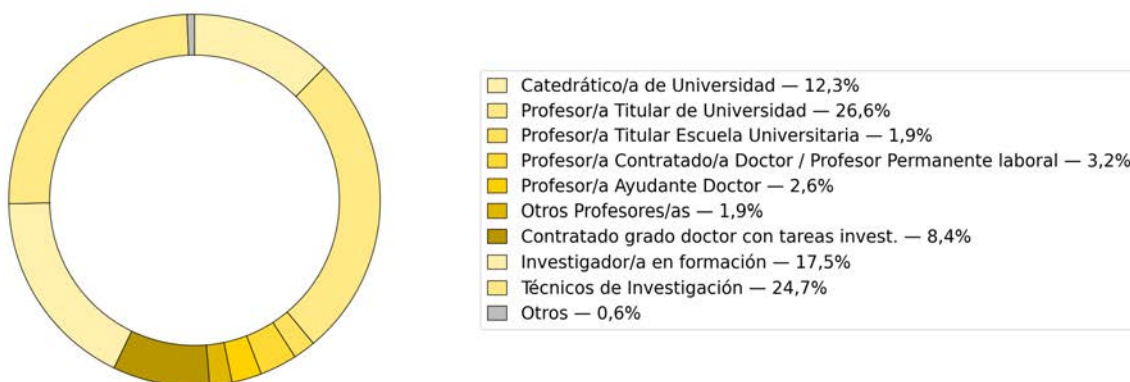 Catedrático/a de Universidad — 12,3%
Profesor/a Titular de Universidad — 26,6%
Profesor/a Titular Escuela Universitaria — 1,9%
Profesor/a Contratado/a Doctor / Profesor Permanente laboral — 3,2%
Profesor/a Ayudante Doctor — 2,6%
Otros Profesores/as — 1,9%
Contratado grado doctor con tareas invest. — 8,4%
Investigador/a en formación — 17,5%
Técnicos de Investigación — 24,7%
Otros — 0,6%